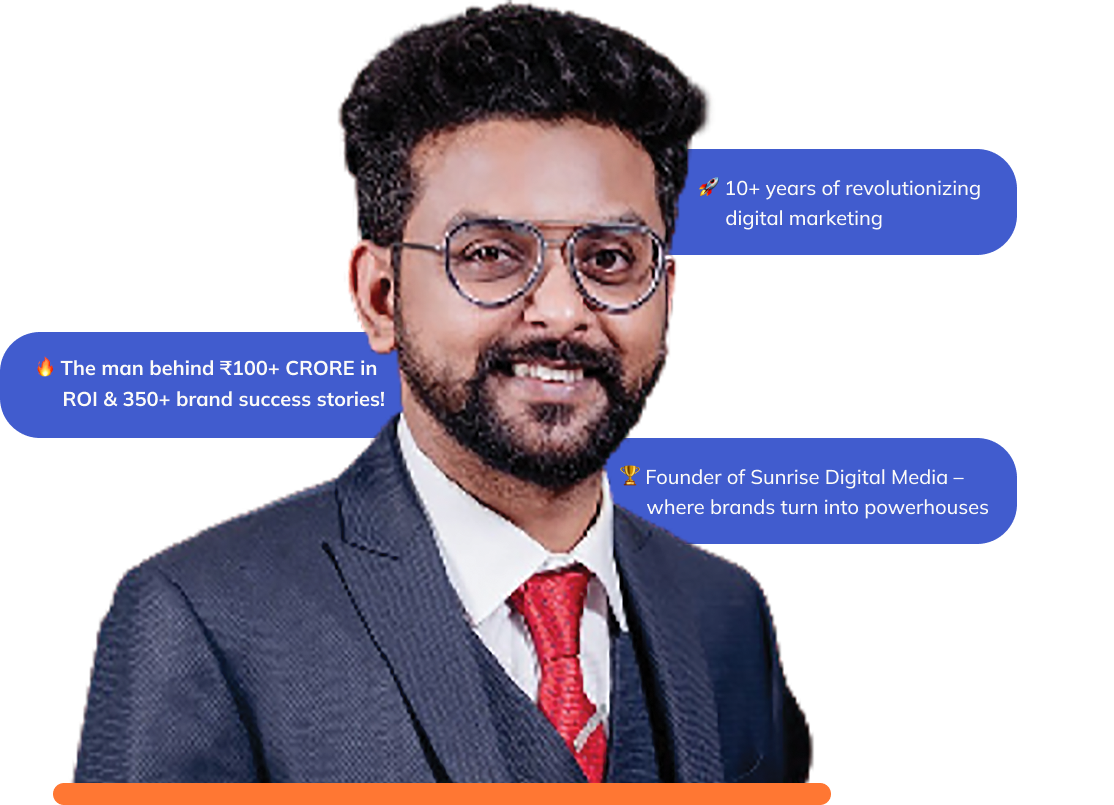 🚀 10+ years of revolutionizing
digital marketing
🔥 The man behind ₹100+ CRORE in
ROI & 350+ brand success stories!
🏆 Founder of Sunrise Digital Media –
where brands turn into powerhouses